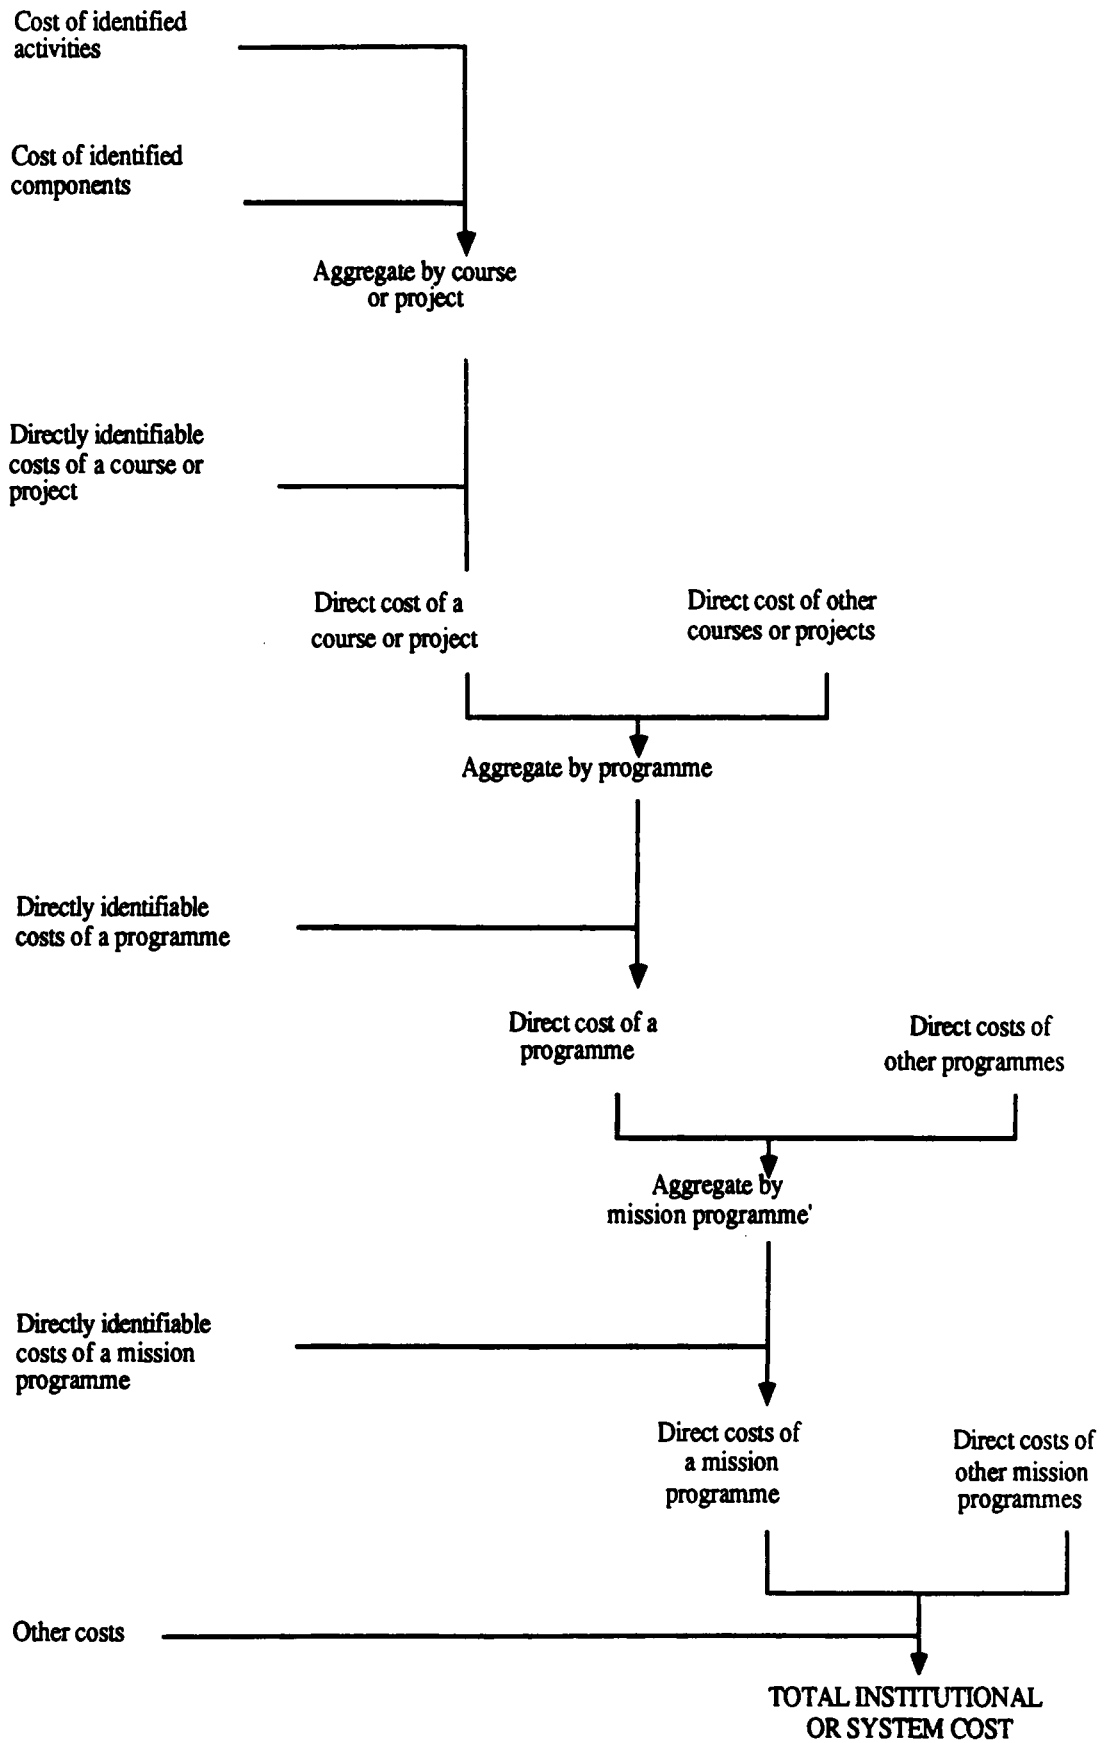 Cost of identified
activities
Cost of identified
components
Aggregate by course
or project
Directly identifiable
costs of a course or
project
Direct cost of a
course or project
Direct cost of other
courses or projects
Aggregate by programme
Directly identifiable
costs of a programme
Direct cost of a
programme
Direct costs of
other programmes
Aggregate by
mission programme'
Directly identifiable
costs of a mission
programme
Direct costs of
a mission
programme
Direct costs of
other mission
programmes
Other costs
TOTAL INSTITUTIONAL
OR SYSTEM COST